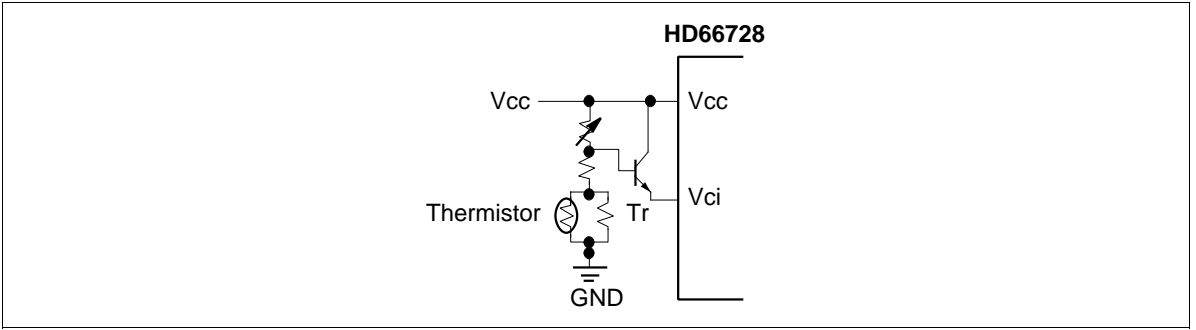 HD66728
Vcc
Vcc
Vci
Thermistor
Tr
GND